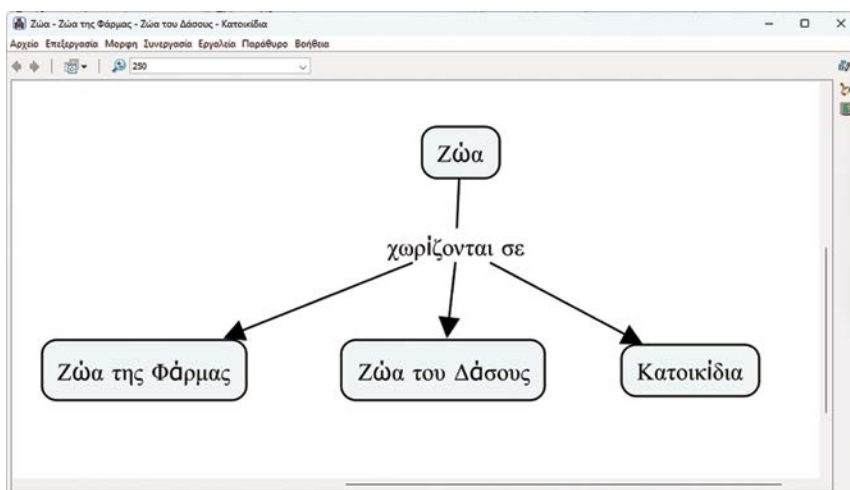 Ζώα - Ζώα της Φάρμας - Ζώα του Δάσους - Κατοικίδια
Αρχείο Επεξεργασία Μορφη Συνεργασία Εργαλεία Παράθυρο Βοήθεια
250
Ζώα
χωρίζονται σε
Ζώα της Φάρμας Ζώα του Δάσους Κατοικίδια